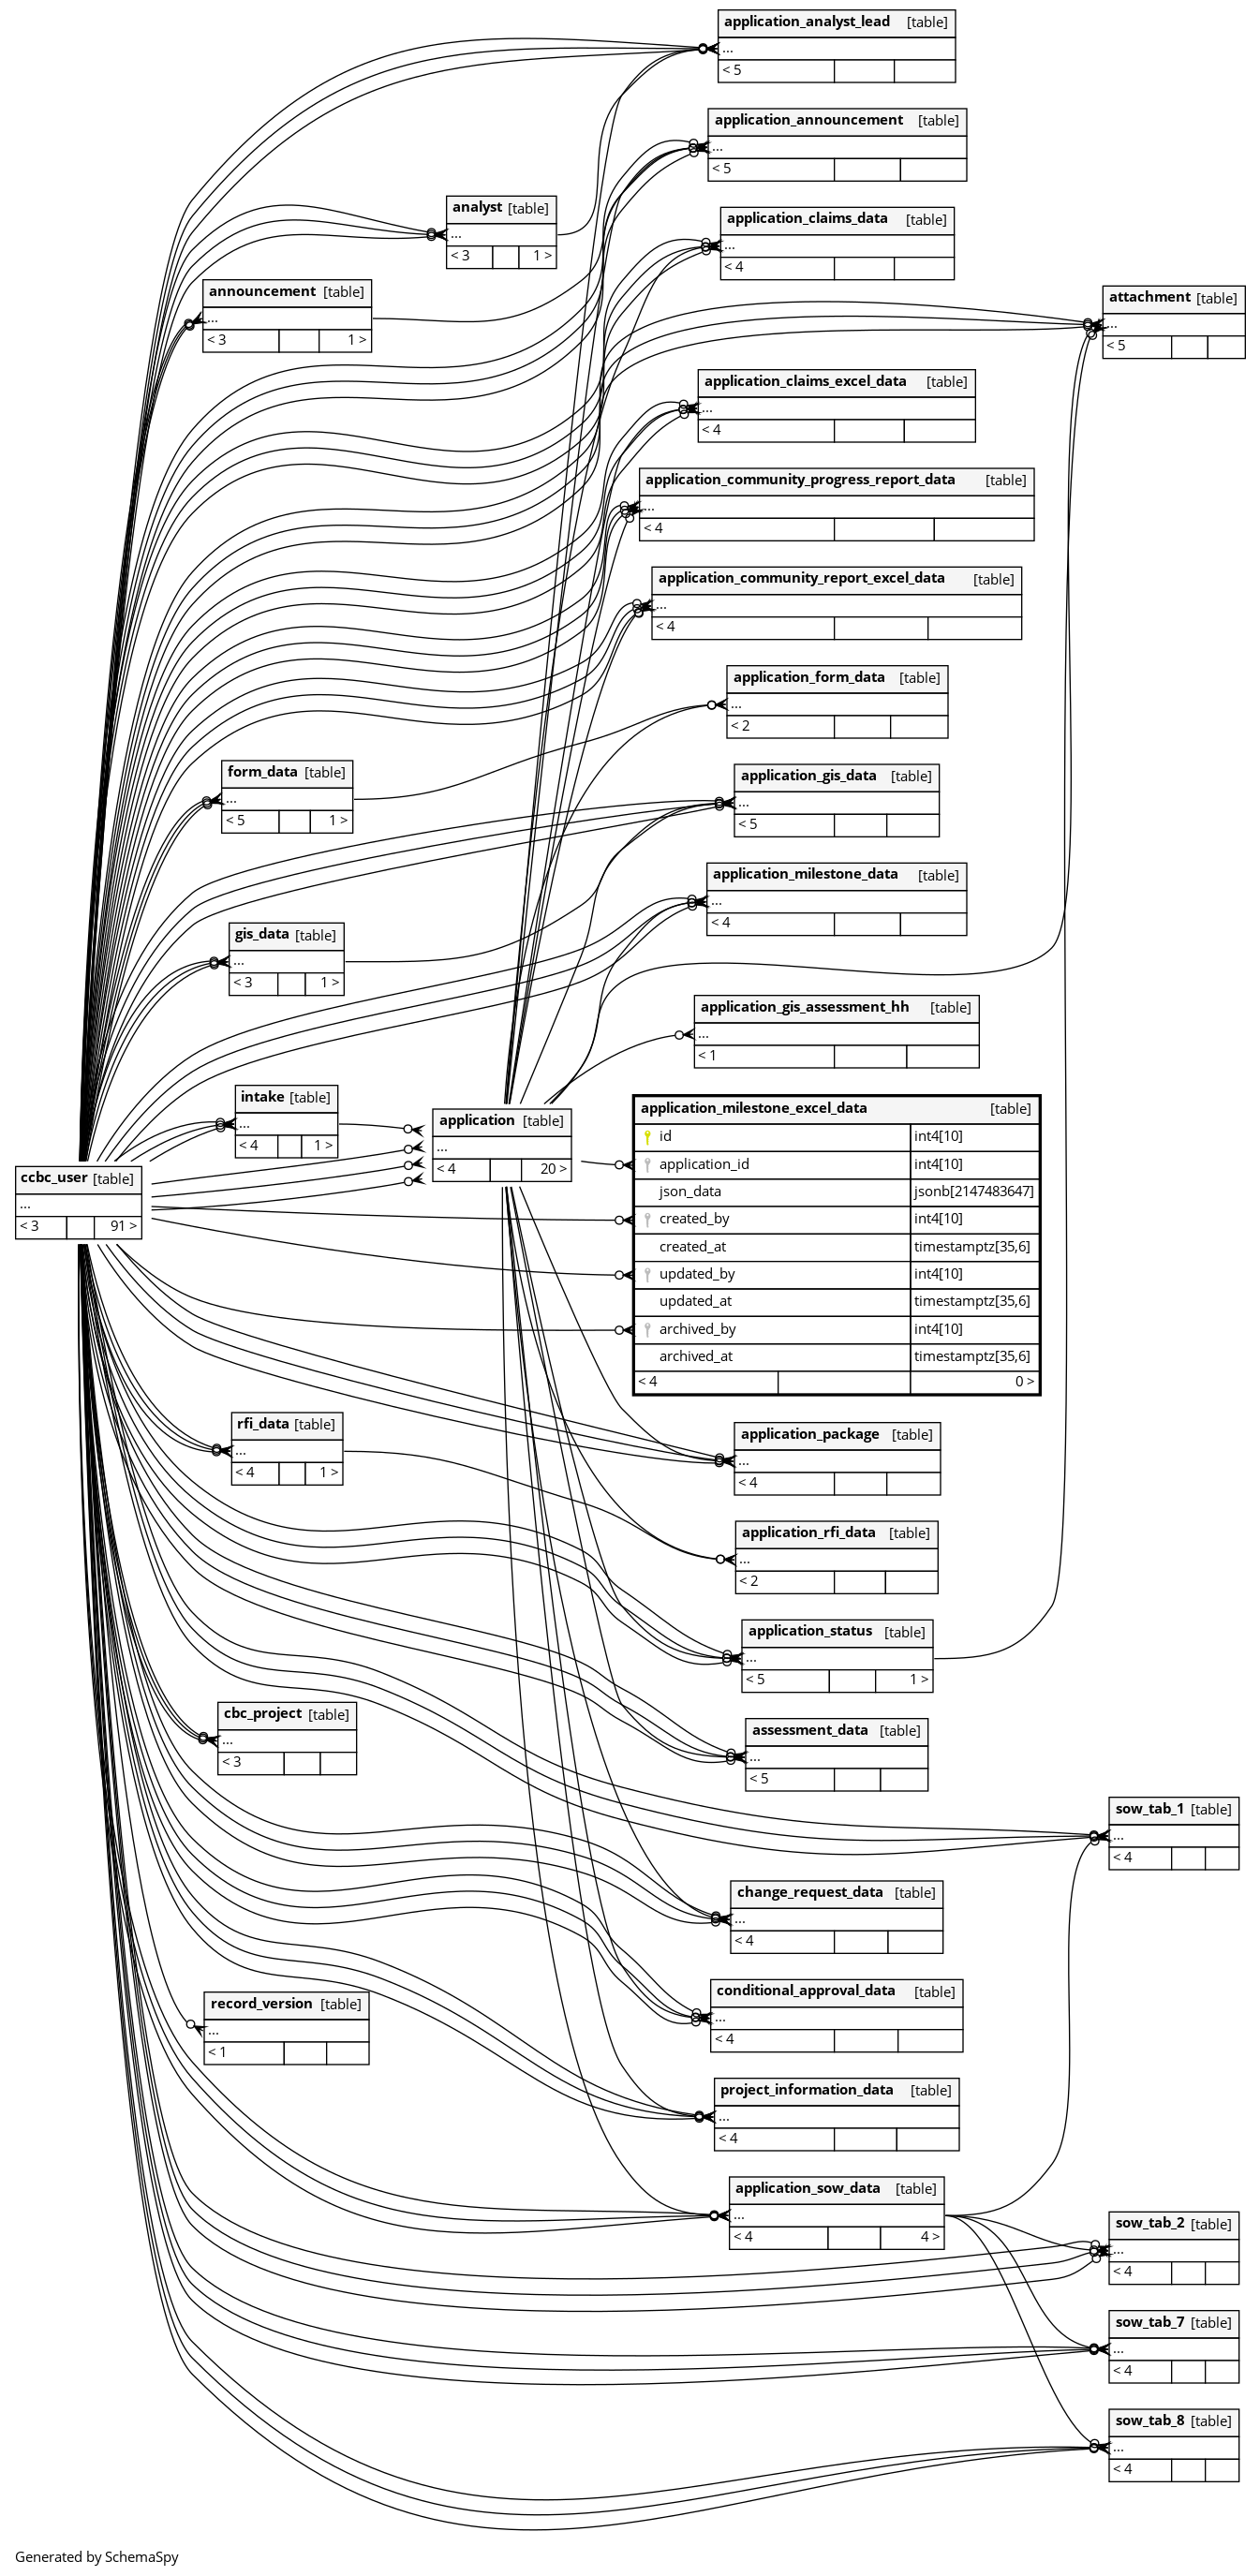 application_analyst_lead [table]
...
< 5
application_announcement [table]
...
< 5
analyst [table]
...
< 3 1 >
application_claims_data [table]
...
< 4
announcement [table]
...
< 3 1 >
attachment [table]
...
< 5
application_claims_excel_data [table]
...
< 4
application_community_progress_report_data [table]
...
< 4
application_community_report_excel_data [table]
...
< 4
application_form_data [table]
...
< 2
form_data [table]
...
< 5 1 >
application_gis_data [table]
...
< 5
application_milestone_data [table]
...
< 4
gis_data [table]
...
< 3 1 >
application_gis_assessment_hh [table]
...
< 1
intake [table]
...
< 4 1 >
application [table]
...
< 4 20 >
ccbc_user [table]
...
< 3 91 >
application_milestone_excel_data [table]
id int4[10]
application_id int4[10]
json_data jsonb[2147483647]
created_by int4[10]
created_at timestamptz[35,6]
updated_by int4[10]
updated_at timestamptz[35,6]
archived_by int4[10]
archived_at timestamptz[35,6]
< 4 0 >
rfi_data [table]
...
< 4 1 >
application_package [table]
...
< 4
application_rfi_data [table]
...
< 2
application_status [table]
...
< 5 1 >
cbc_project [table]
...
< 3
assessment_data [table]
...
< 5
sow_tab_1 [table]
...
< 4
change_request_data [table]
...
< 4
conditional_approval_data [table]
...
< 4
record_version [table]
...
< 1
project_information_data [table]
...
< 4
application_sow_data [table]
...
< 4 4 >
sow_tab_2 [table]
...
< 4
sow_tab_7 [table]
...
< 4
sow_tab_8 [table]
...
< 4
Generated by SchemaSpy